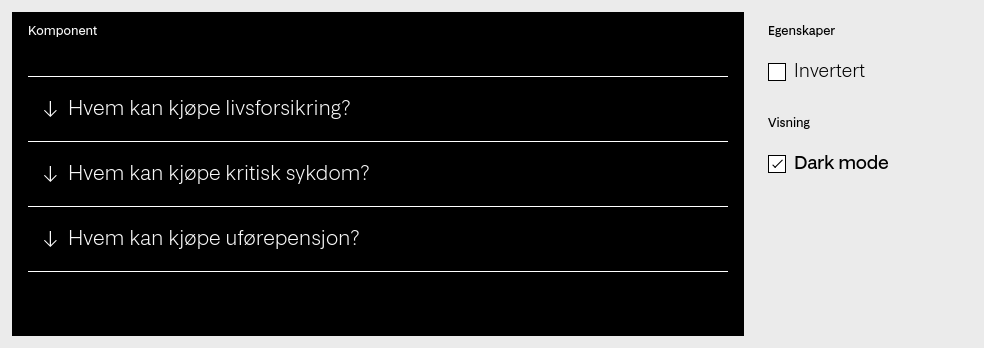 Komponent
Hvem kan kjøpe livsforsikring?
Hvem kan kjøpe kritisk sykdom?
Hvem kan kjøpe uførepensjon?
Egenskaper
Invertert
Visning
Dark mode